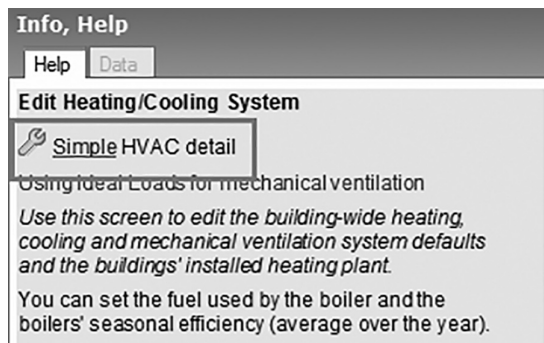 Info, Help
Help Data
Edit Heating/Cooling System
Simple HVAC detail
Using Ideal Loads for mechanical ventilation
Use this screen to edit the building-wide heating,
cooling and mechanical ventilation system defaults
and the buildings' installed heating plant.
You can set the fuel used by the boiler and the
boilers' seasonal efficiency (average over the year).